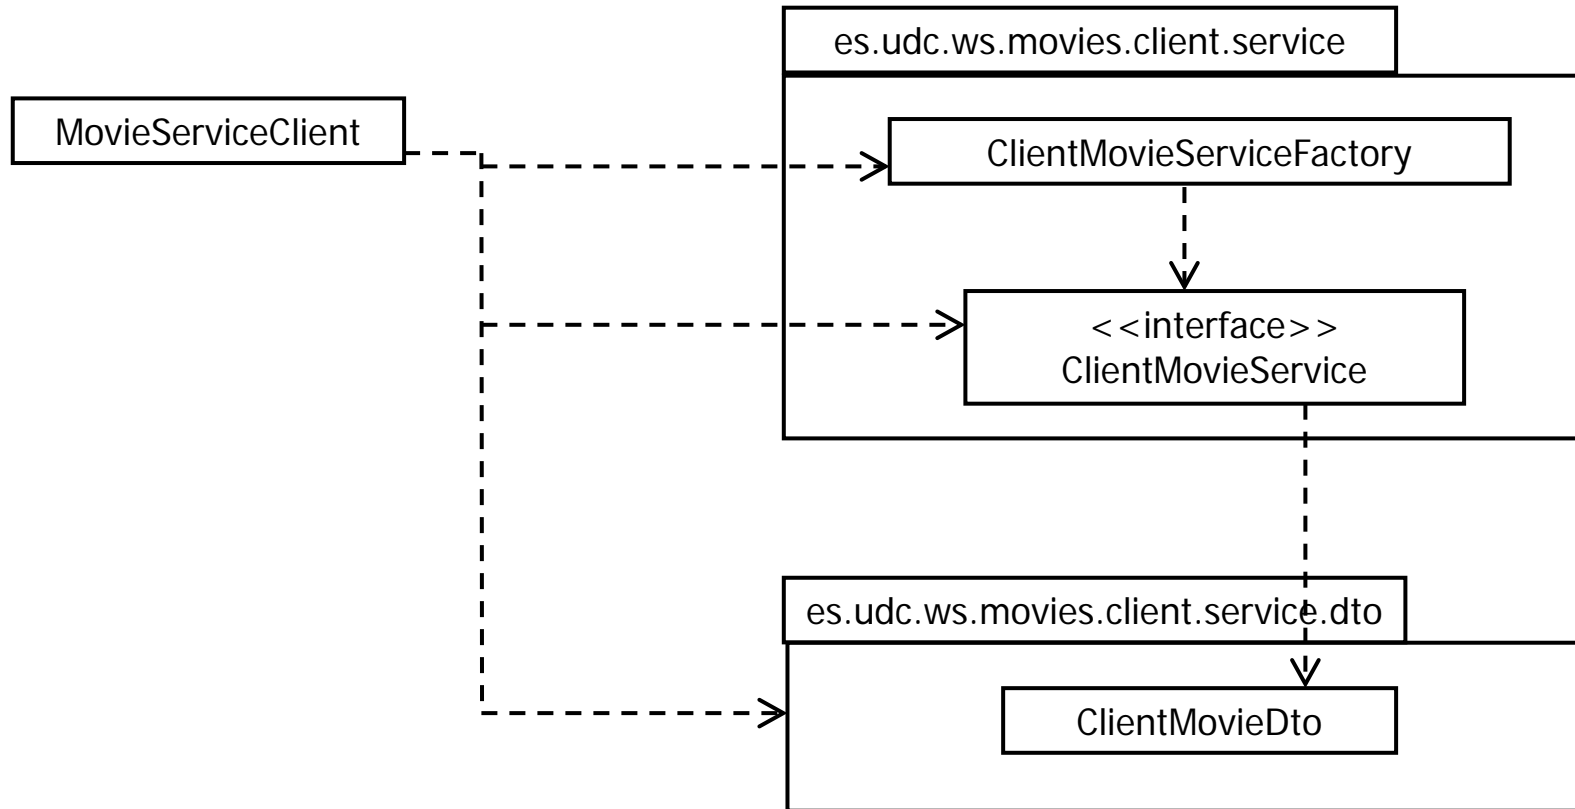 es.udc.ws.movies.client.service
MovieServiceClient
ClientMovieServiceFactory
<<interface>>
ClientMovieService
es.udc.ws.movies.client.service.dto
ClientMovieDto